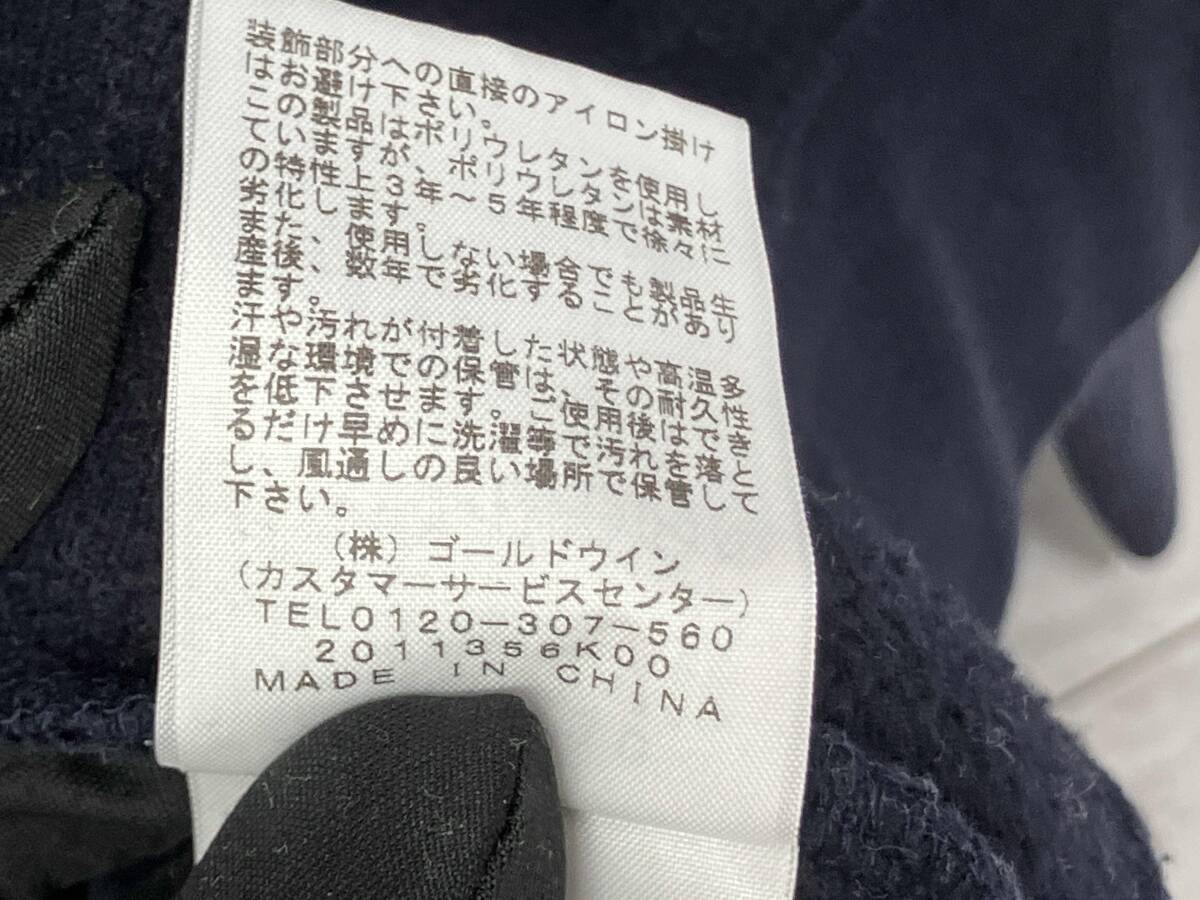 装飾部分への直接のアイロン掛け
はお避け下さい。
この製品はポリウレタンを使用し
ていますが、ポリウレタンは素材
の特性上３年～５年程度で徐々に
劣化します。
また、使用しない場合でも製品生
産後、数年で劣化することがあり
ます。
汗や汚れが付着した状態や高温多
湿な環境での保管は、その耐久性
を低下させます。ご使用後はでき
るだけ早めに洗濯等で汚れを落と
し、風通しの良い場所で保管して
下さい。
（株）ゴールドウイン
（カスタマーサービスセンター）
TEL0120-307-560
2011356K00
MADE IN CHINA